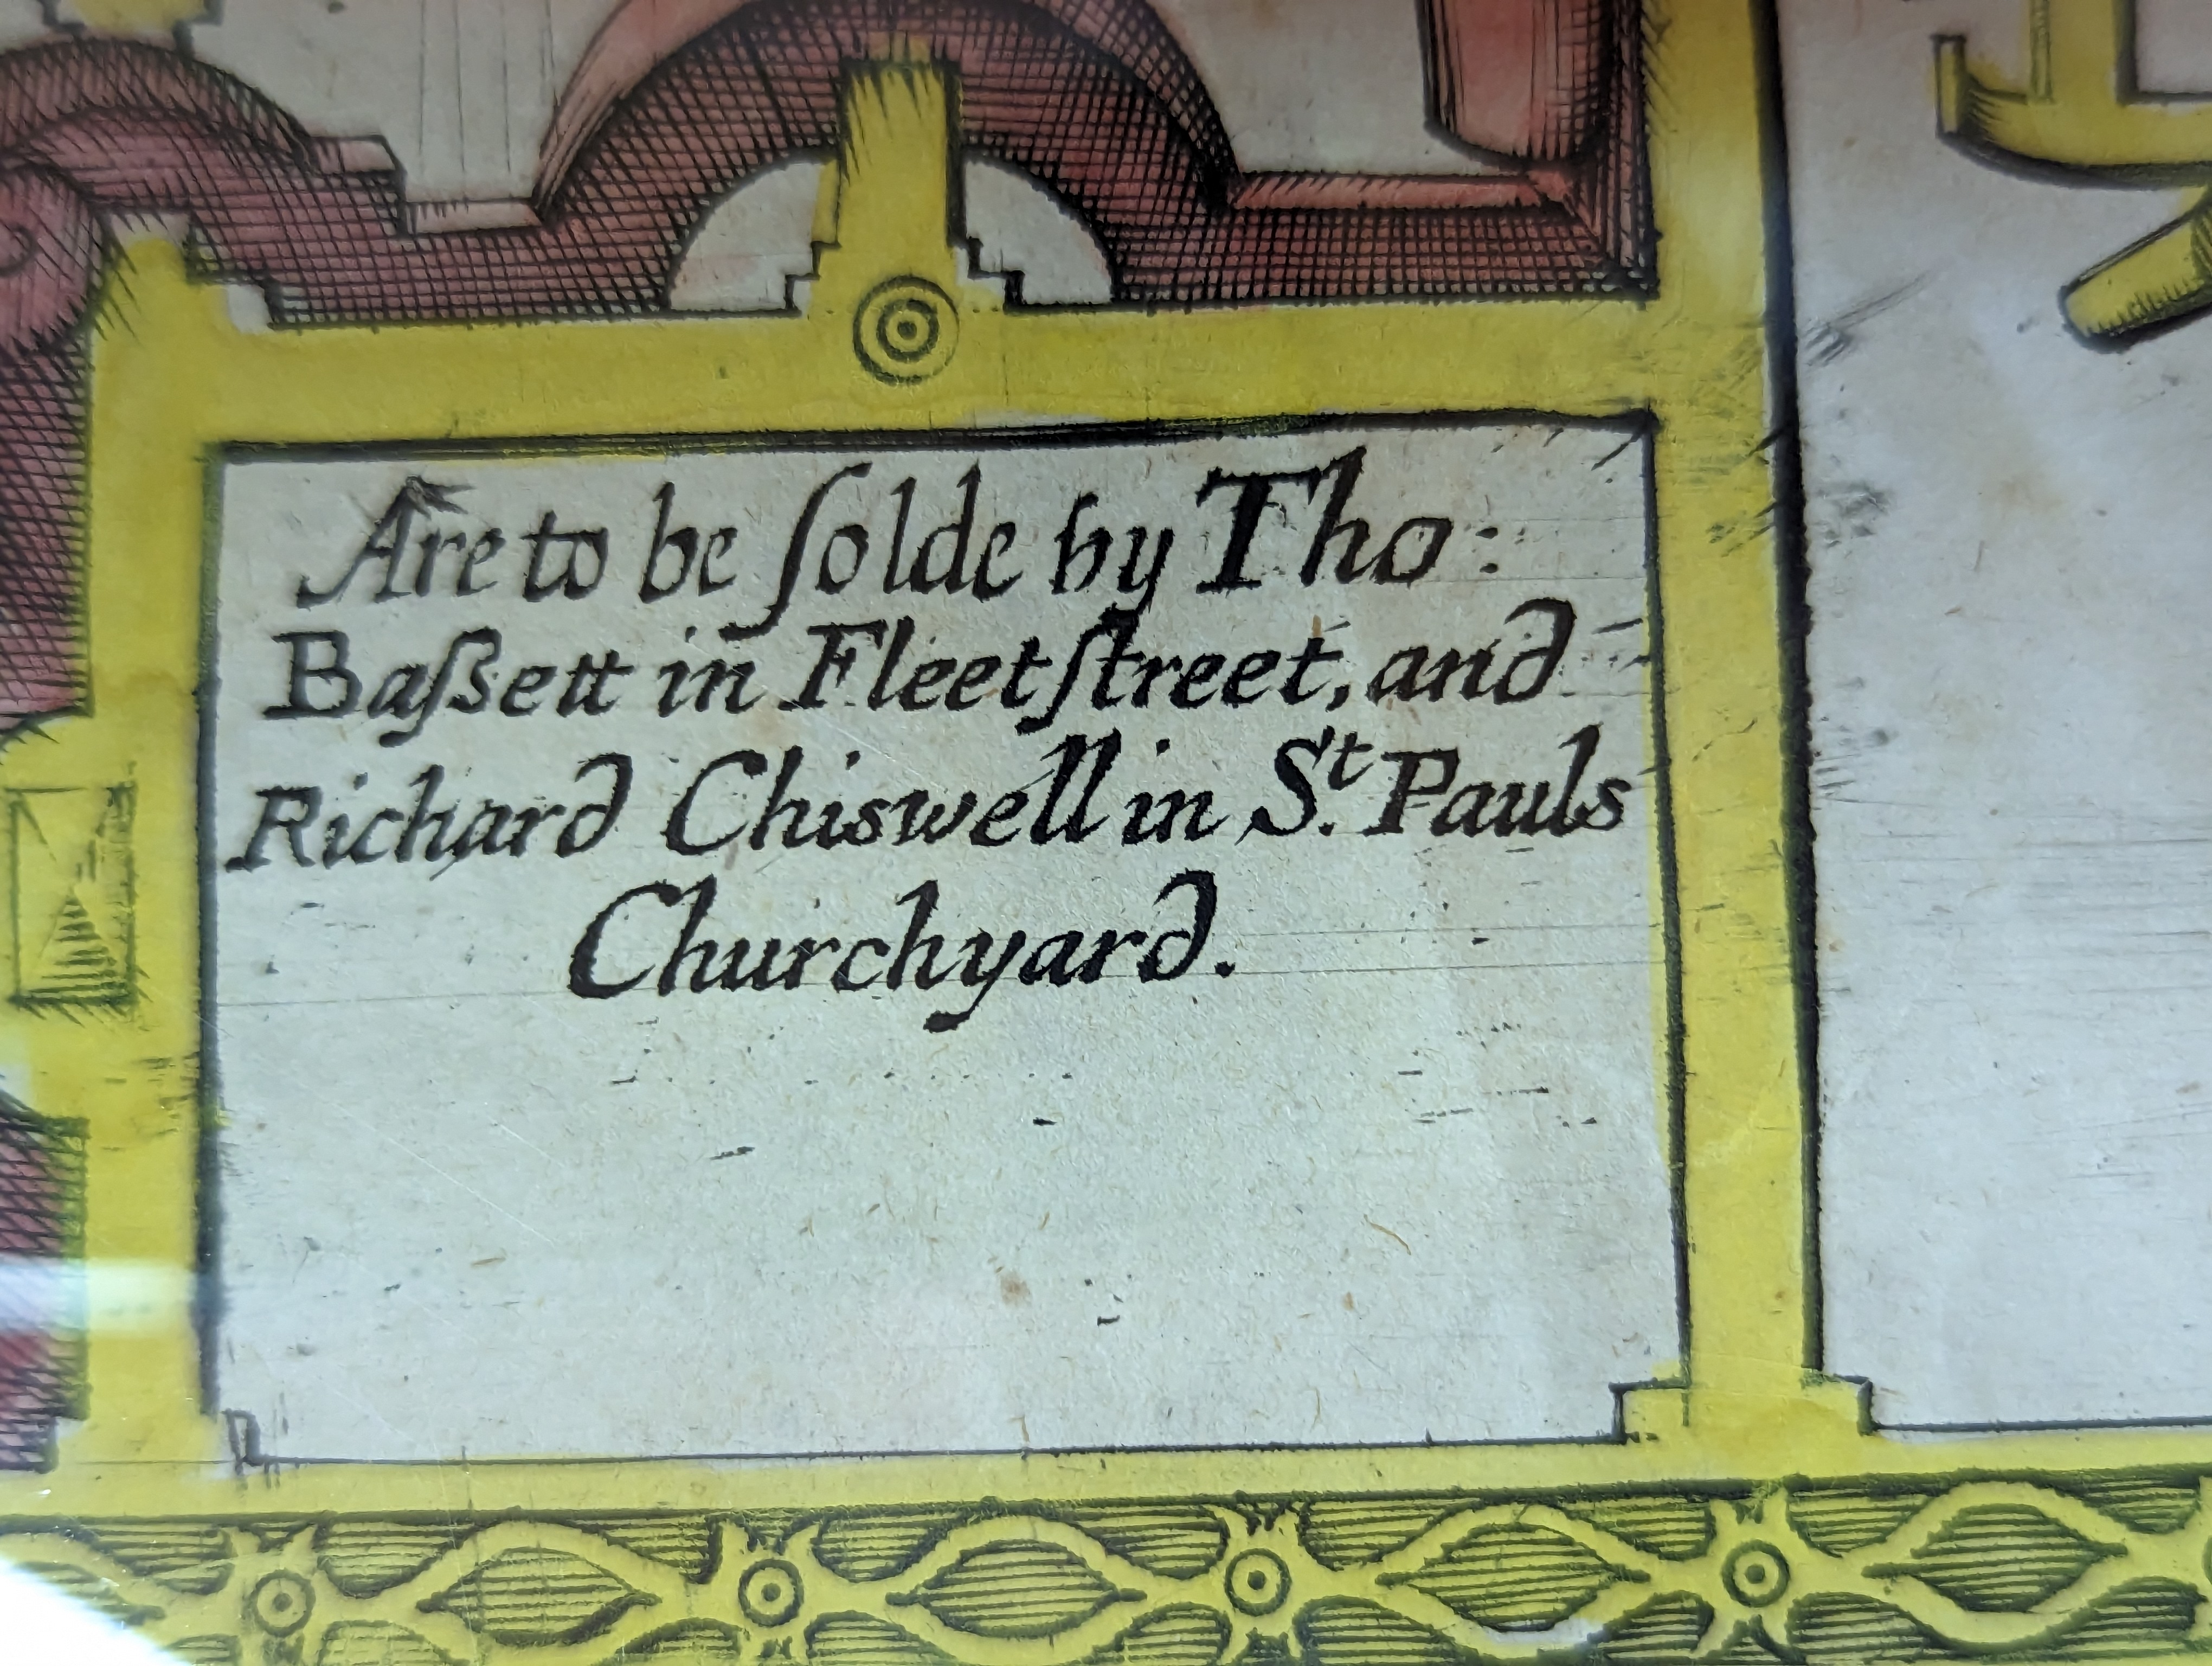 Are to be ſolde by Tho:
Baſsett in Fleetſtreet, and
Richard Chiswell in St. Pauls
Churchyard.